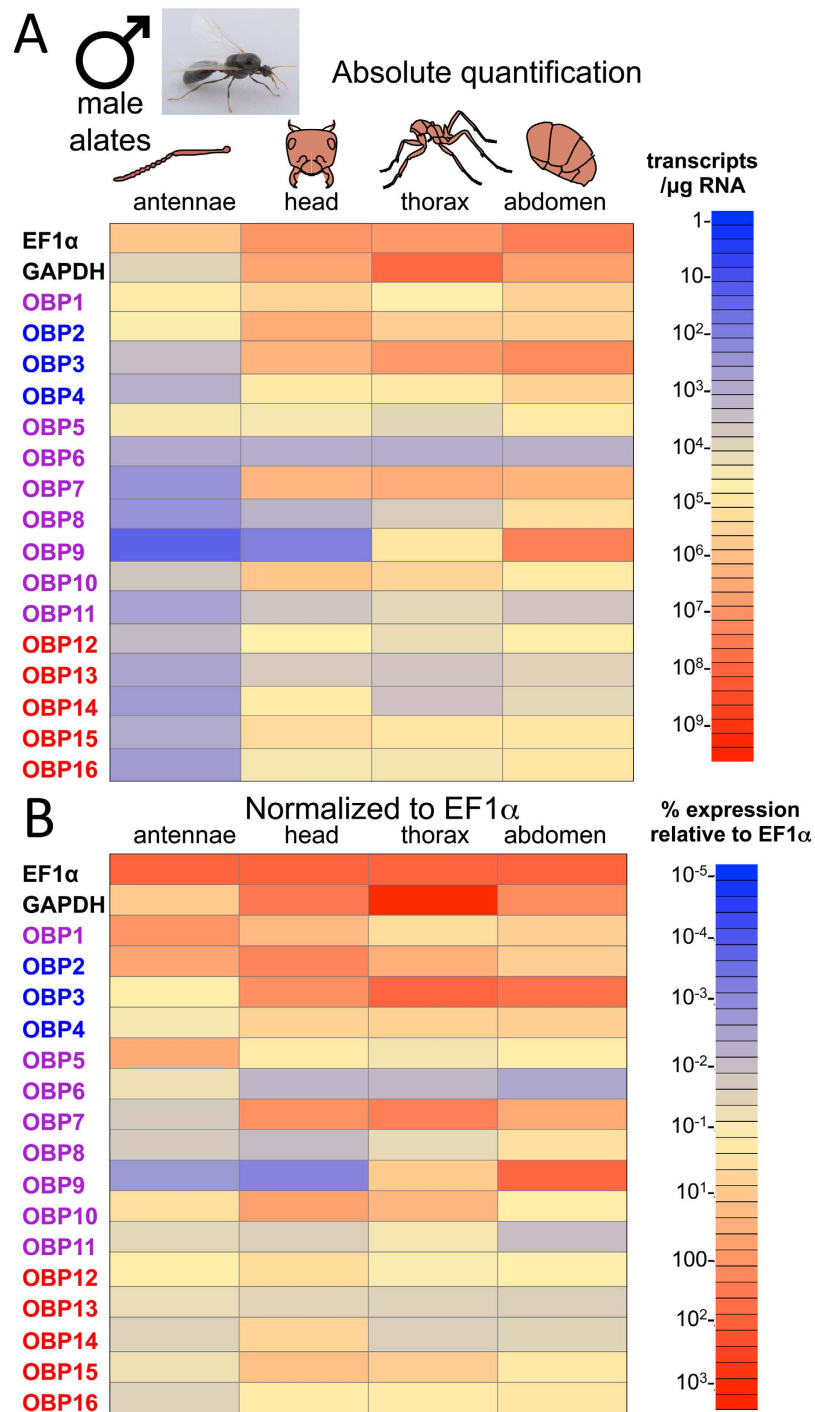 A
male
alates
Absolute quantification
antennae head thorax abdomen
transcripts
/µg RNA
EF1α
GAPDH
OBP1
OBP2
OBP3
OBP4
OBP5
OBP6
OBP7
OBP8
OBP9
OBP10
OBP11
OBP12
OBP13
OBP14
OBP15
OBP16
1-
10-
10²-
10³-
10⁴-
10⁵-
10⁶-
10⁷-
10⁸-
10⁹-
B
Normalized to EF1α
antennae head thorax abdomen
% expression
relative to EF1α
EF1α
GAPDH
OBP1
OBP2
OBP3
OBP4
OBP5
OBP6
OBP7
OBP8
OBP9
OBP10
OBP11
OBP12
OBP13
OBP14
OBP15
OBP16
10⁻⁵-
10⁻⁴-
10⁻³-
10⁻²-
10⁻¹-
10¹-
100-
10²-
10³-